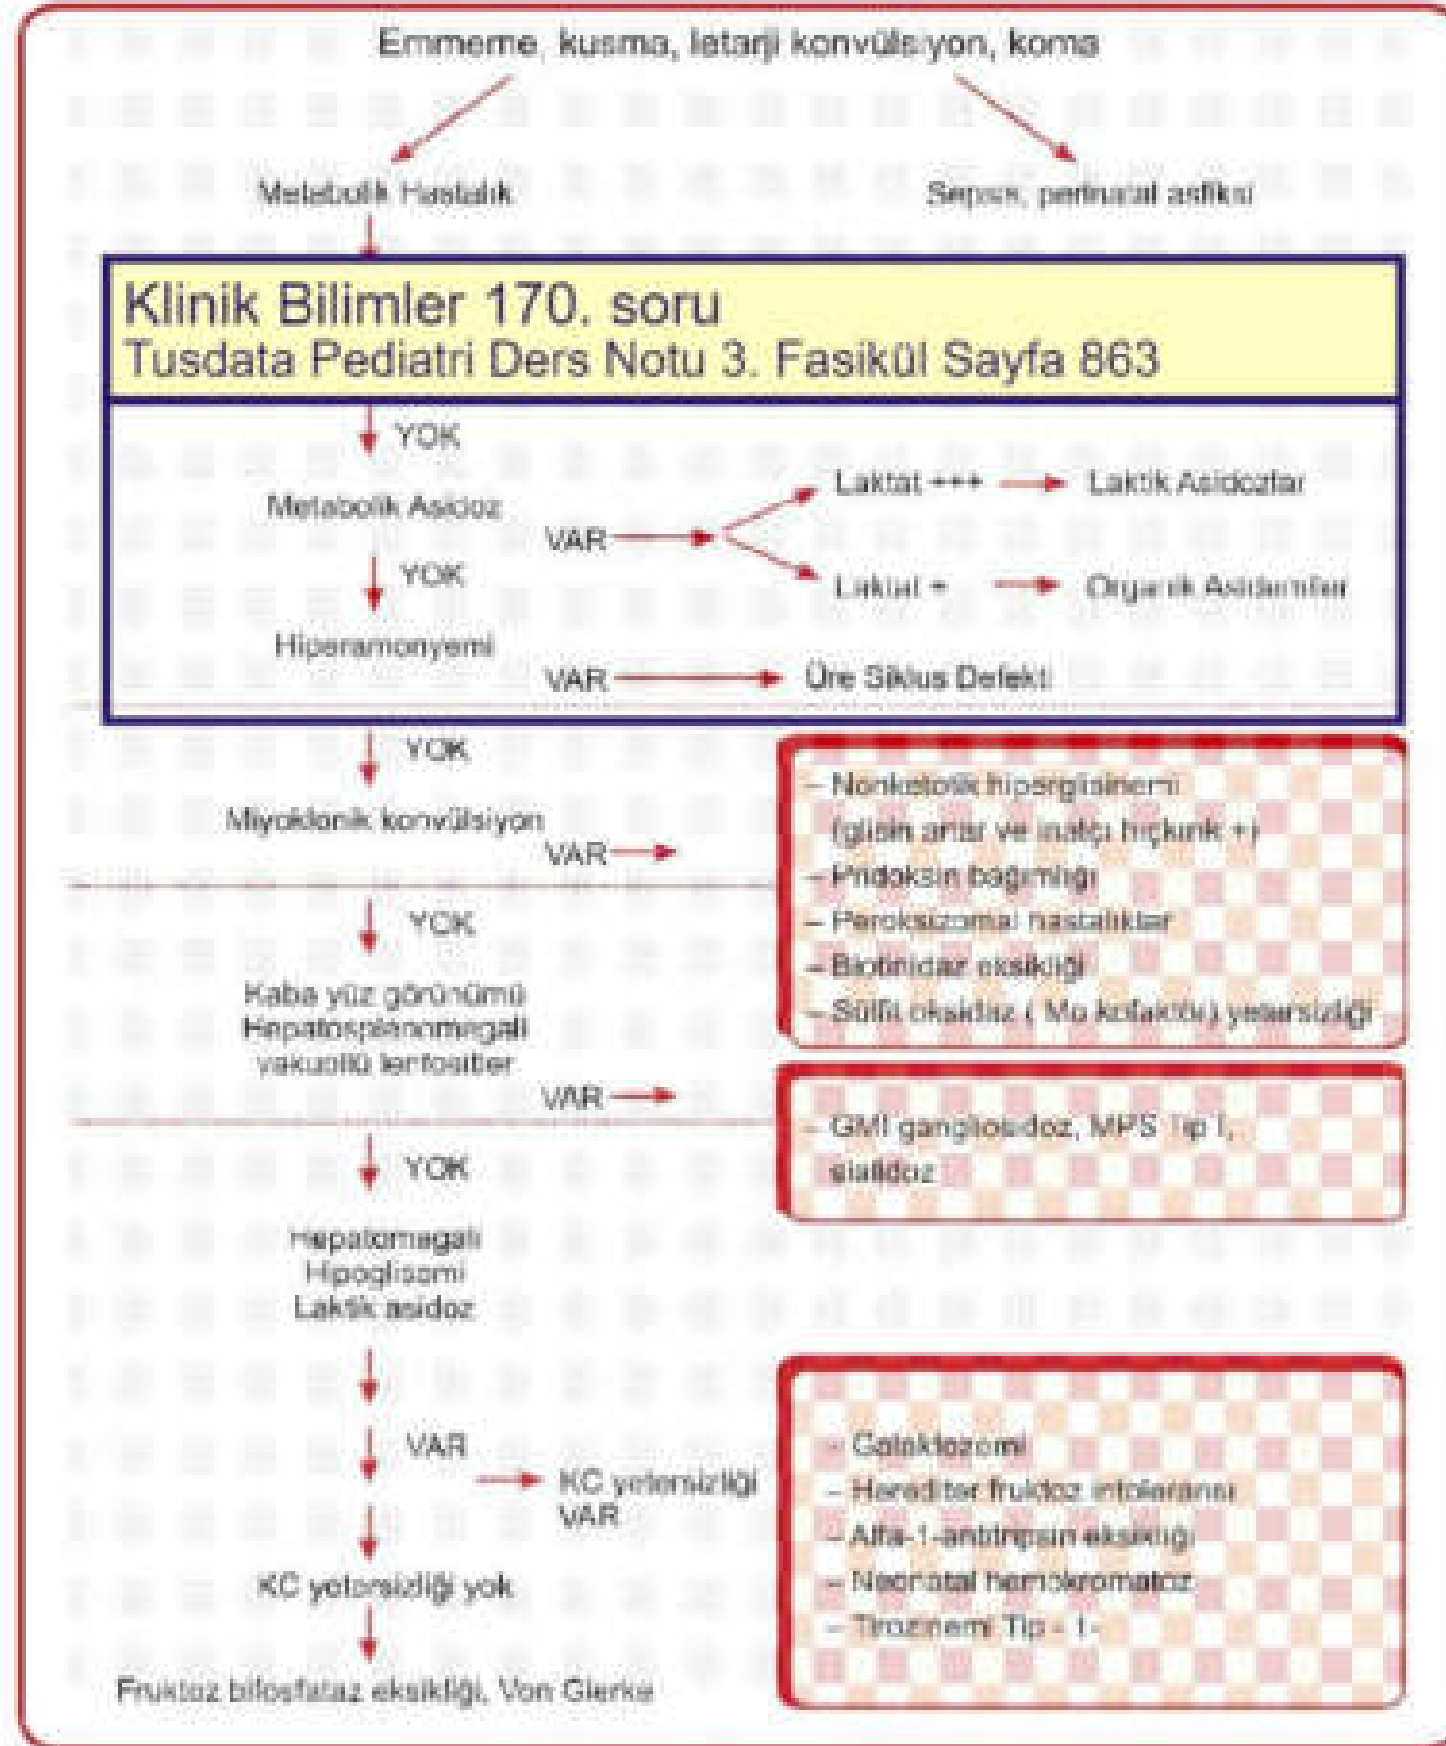 Emmeme, kusma, letarji konvülsiyon, koma
Metabolik Hastalık
Sepsis, perinatal asfiksi
Klinik Bilimler 170. soru
Tusdata Pediatri Ders Notu 3. Fasikül Sayfa 863
YOK
Metabolik Asidoz
VAR
Laktat +++
Laktik Asidozlar
Laktat +
Organik Asidemiler
YOK
Hiperamonyemi
VAR
Üre Siklus Defekti
YOK
Miyoklonik konvülsiyon
VAR
– Nonketotik hiperglisinemi
(glisin artar ve inatçı hıçkırık +)
– Pridoksin bağımlığı
– Peroksizomal hastalıklar
– Biotinidaz eksikliği
– Sülfit oksidaz ( Mo kofaktör) yetersizliği
YOK
Kaba yüz görünümü
Hepatosplenomegali
vakuollü lenfositler
VAR
– GMI gangliosidoz, MPS Tip I,
sialidoz
YOK
Hepatomegali
Hipoglisemi
Laktik asidoz
VAR
KC yetersizliği
VAR
– Galaktozemi
– Herediter fruktoz intoleransı
– Alfa-1-antitripsin eksikliği
– Neonatal hemokromatoz
– Tirozinemi Tip - 1-
KC yetersizliği yok
Fruktoz bifosfataz eksikliği, Von Gierke